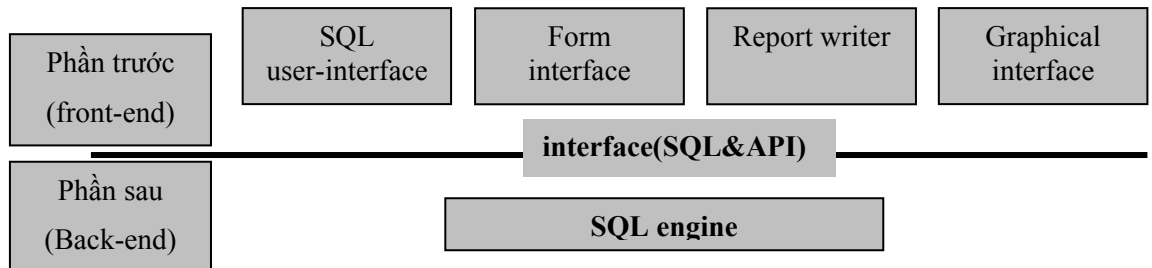 Phần trước
(front-end)
SQL
user-interface
Form
interface
Report writer
Graphical
interface
interface(SQL&API)
Phần sau
(Back-end)
SQL engine